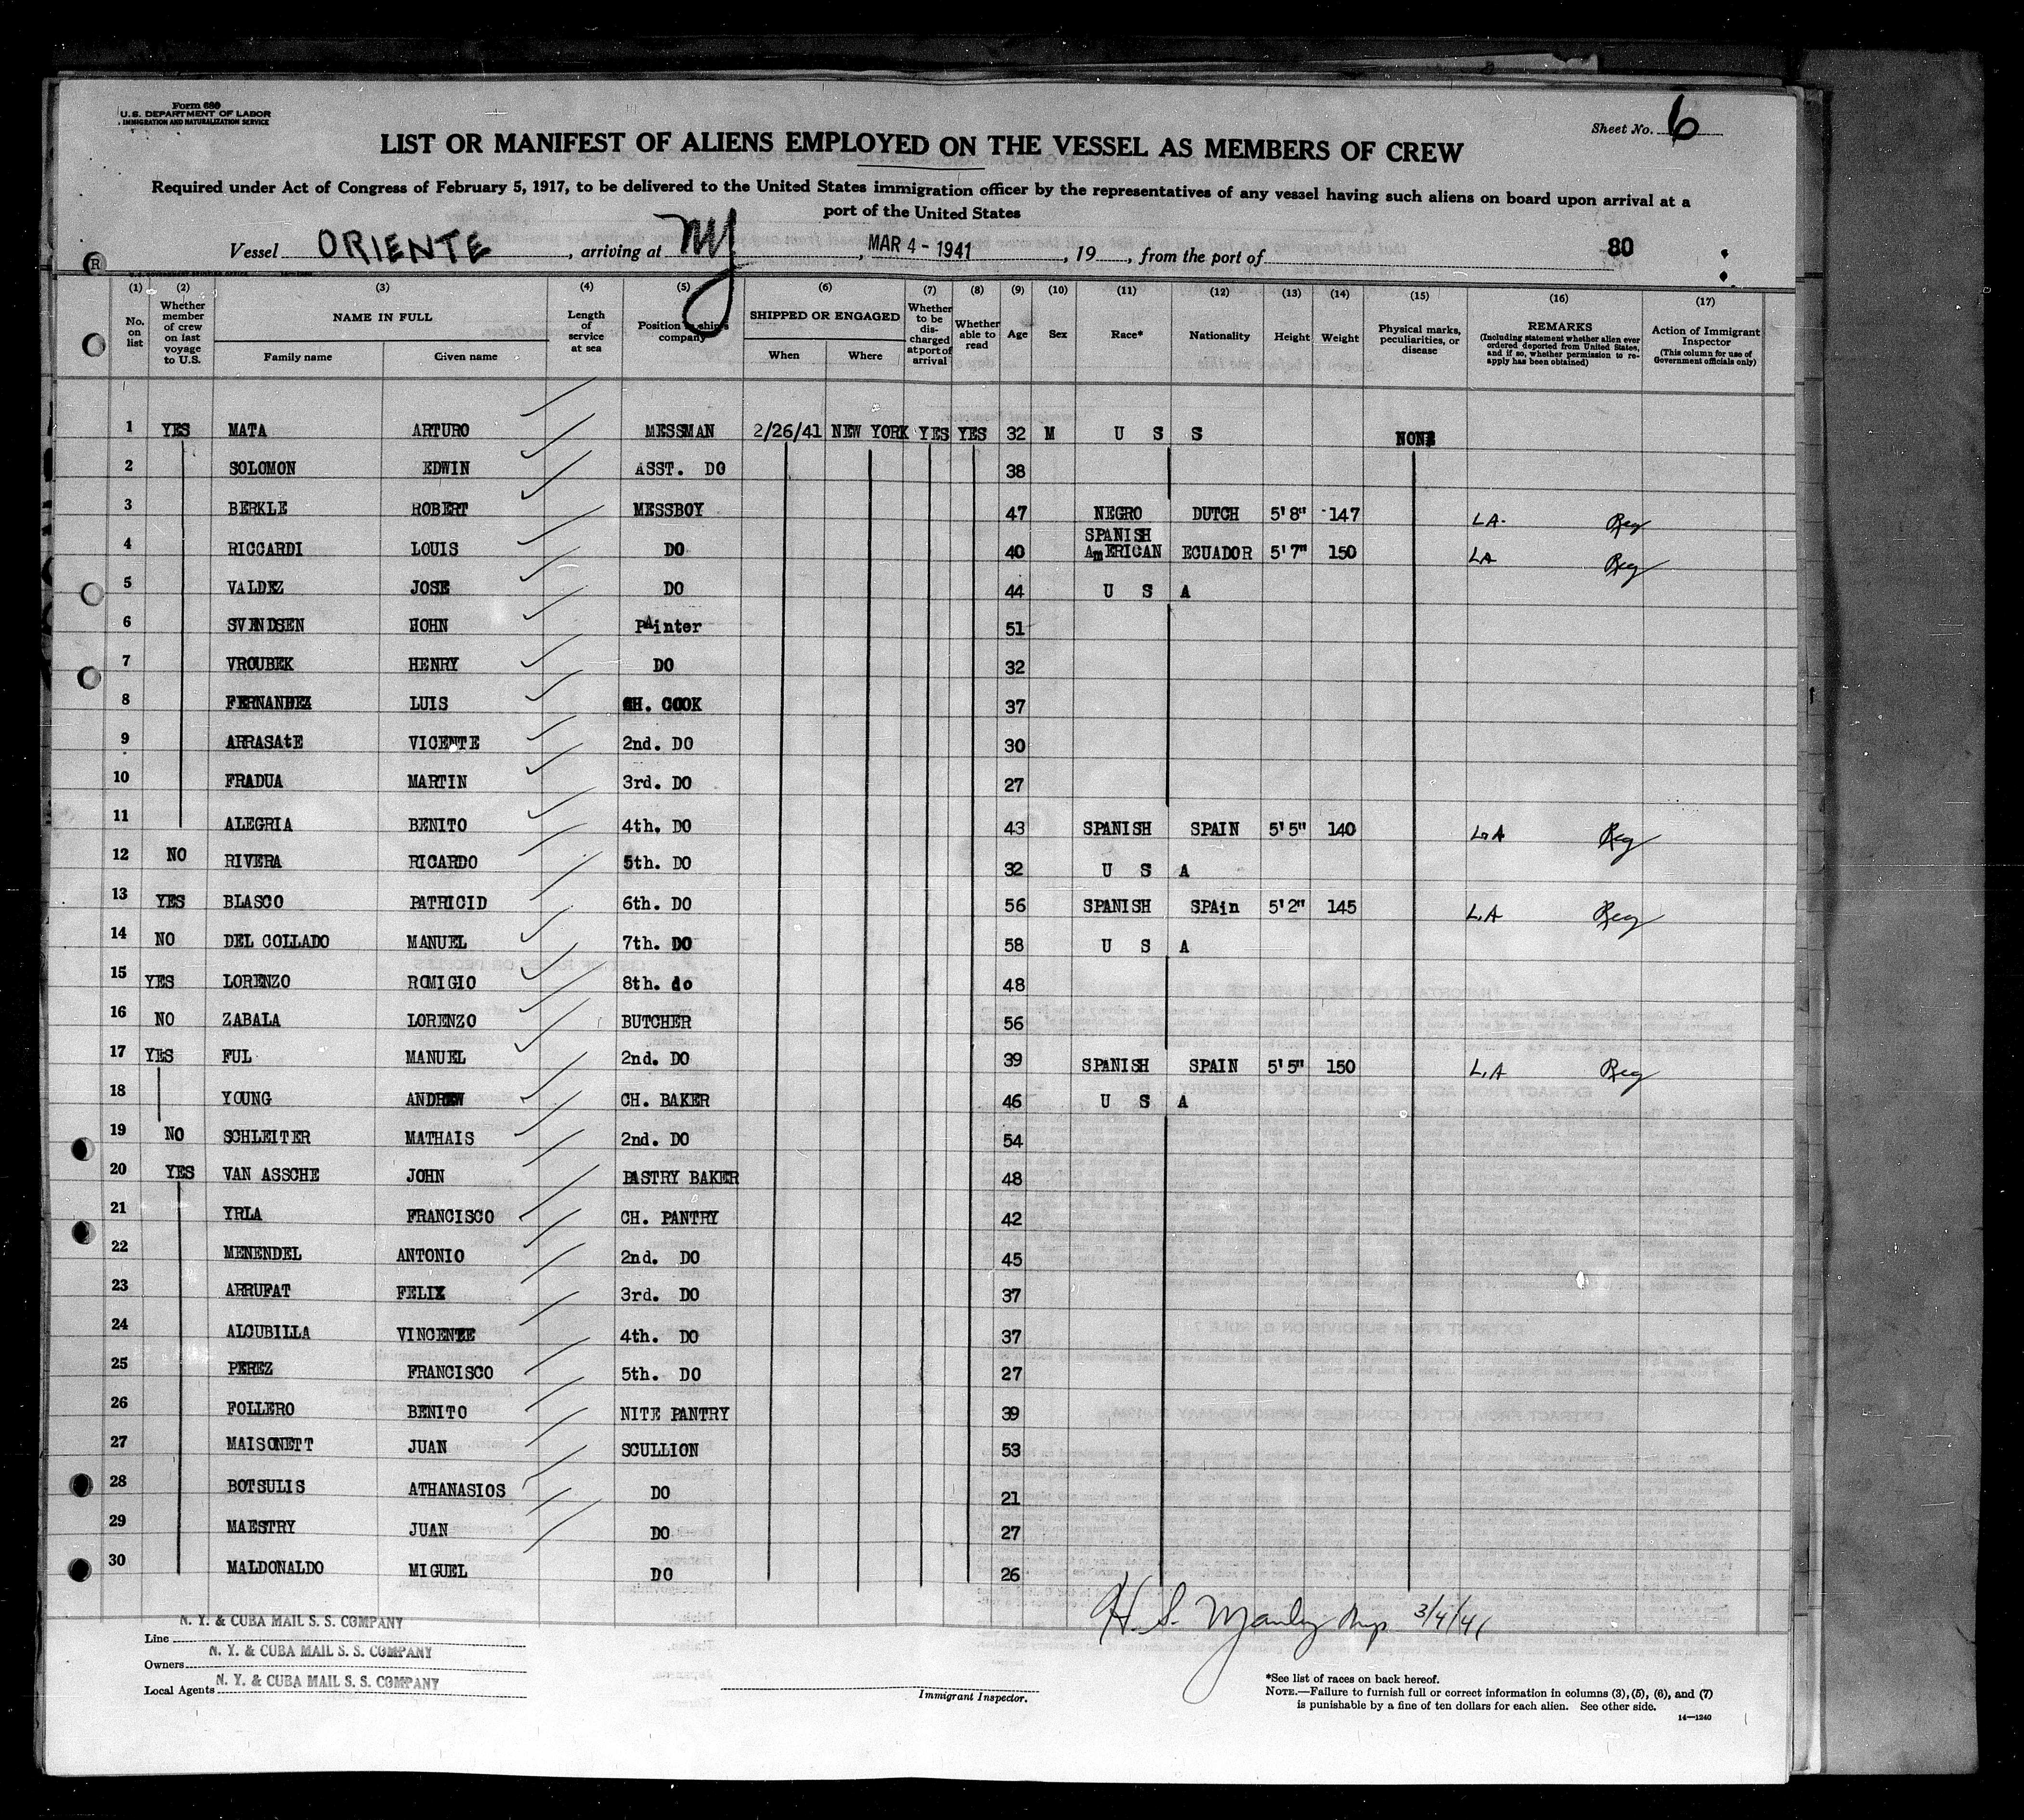 Form 680
U.S. DEPARTMENT OF LABOR
IMMIGRATION AND NATURALIZATION SERVICE
Sheet No. 6
LIST OR MANIFEST OF ALIENS EMPLOYED ON THE VESSEL AS MEMBERS OF CREW
Required under Act of Congress of February 5, 1917, to be delivered to the United States immigration officer by the representatives of any vessel having such aliens on board upon arrival at a
port of the United States
Vessel ORIENTE, arriving at NY, MAR 4 - 1941, 19, from the port of 80
(1) (2) (3) (4) (5) (6) (7) (8) (9) (10) (11) (12) (13) (14) (15) (16) (17)
No. on list
Whether member of crew on last voyage to U.S.
NAME IN FULL
Family name Given name
Length of service at sea
Position in ship's company
SHIPPED OR ENGAGED
When Where
Whether to be discharged at port of arrival
Whether able to read
Age
Sex
Race*
Nationality
Height
Weight
Physical marks, peculiarities, or disease
REMARKS
(Including statement whether alien ever ordered deported from United States, and if so, whether permission to reapply has been obtained)
Action of Immigrant Inspector
(This column for use of Government officials only)
1 YES MATA ARTURO MESSMAN 2/26/41 NEW YORK YES YES 32 M U S S NONE
2 SOLOMON EDWIN ASST. DO 38
3 BERKLE ROBERT MESSBOY 47 NEGRO DUTCH 5'8" 147 LA. Reg
4 RICCARDI LOUIS DO 40 SPANISH AmERICAN ECUADOR 5'7" 150 LA Reg
5 VALDEZ JOSE DO 44 U S A
6 SVENDSEN HOHN PAinter 51
7 VROUBEK HENRY DO 32
8 FERNANDEZ LUIS CH. COOK 37
9 ARRASAtE VICENTE 2nd. DO 30
10 FRADUA MARTIN 3rd. DO 27
11 ALEGRIA BENITO 4th. DO 43 SPANISH SPAIN 5'5" 140 L.A Reg
12 NO RIVERA RICARDO 5th. DO 32 U S A
13 YES BLASCO PATRICID 6th. DO 56 SPANISH SPAin 5'2" 145 L.A Reg
14 NO DEL COLLADO MANUEL 7th. DO 58 U S A
15 YES LORENZO ROMIGIO 8th. do 48
16 NO ZABALA LORENZO BUTCHER 56
17 YES FUL MANUEL 2nd. DO 39 SPANISH SPAIN 5'5" 150 L.A Reg
18 YOUNG ANDREW CH. BAKER 46 U S A
19 NO SCHLEITER MATHAIS 2nd. DO 54
20 YES VAN ASSCHE JOHN PASTRY BAKER 48
21 YRLA FRANCISCO CH. PANTRY 42
22 MENENDEL ANTONIO 2nd. DO 45
23 ARRUFAT FELIX 3rd. DO 37
24 ALCUBILLA VINCENTE 4th. DO 37
25 PEREZ FRANCISCO 5th. DO 27
26 FOLLERO BENITO NITE PANTRY 39
27 MAISONETT JUAN SCULLION 53
28 BOTSULIS ATHANASIOS DO 21
29 MAESTRY JUAN DO 27
30 MALDONALDO MIGUEL DO 26
H. S. Manley Insp 3/4/41
Line N. Y. & CUBA MAIL S. S. COMPANY
Owners N. Y. & CUBA MAIL S. S. COMPANY
Local Agents N. Y. & CUBA MAIL S. S. COMPANY
Immigrant Inspector.
*See list of races on back hereof.
NOTE.—Failure to furnish full or correct information in columns (3), (5), (6), and (7)
is punishable by a fine of ten dollars for each alien. See other side.
14—1240